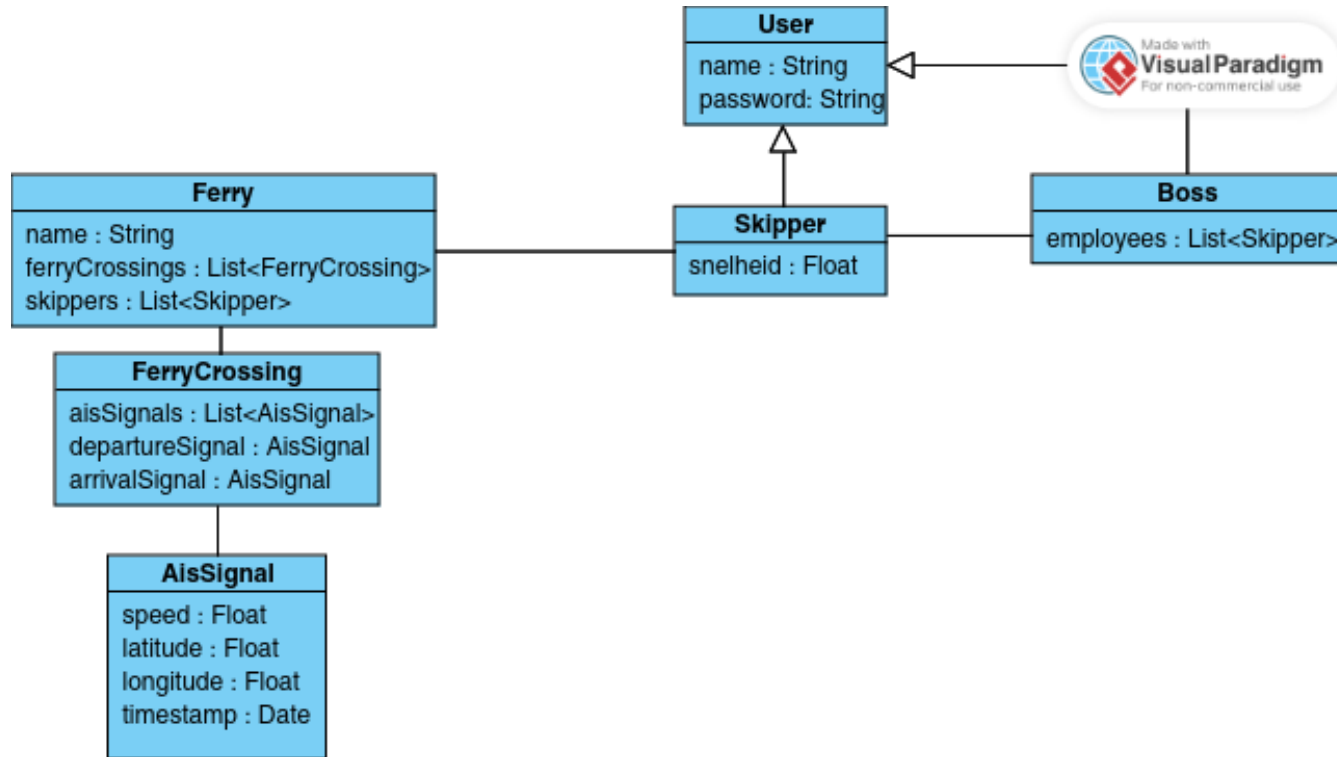 User
name : String
password: String
Made with
Visual Paradigm
For non-commercial use
Ferry
name : String
ferryCrossings : List<FerryCrossing>
skippers : List<Skipper>
Skipper
snelheid : Float
Boss
employees : List<Skipper>
FerryCrossing
aisSignals : List<AisSignal>
departureSignal : AisSignal
arrivalSignal : AisSignal
AisSignal
speed : Float
latitude : Float
longitude : Float
timestamp : Date